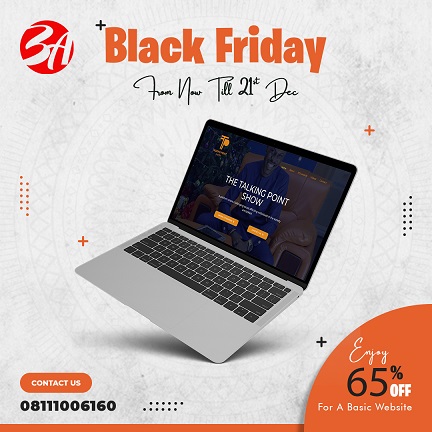 BA
Black Friday
From Now Till 21st Dec
THE TALKING POINT
SHOW
Enjoy
65%
OFF
For A Basic Website
CONTACT US
08111006160